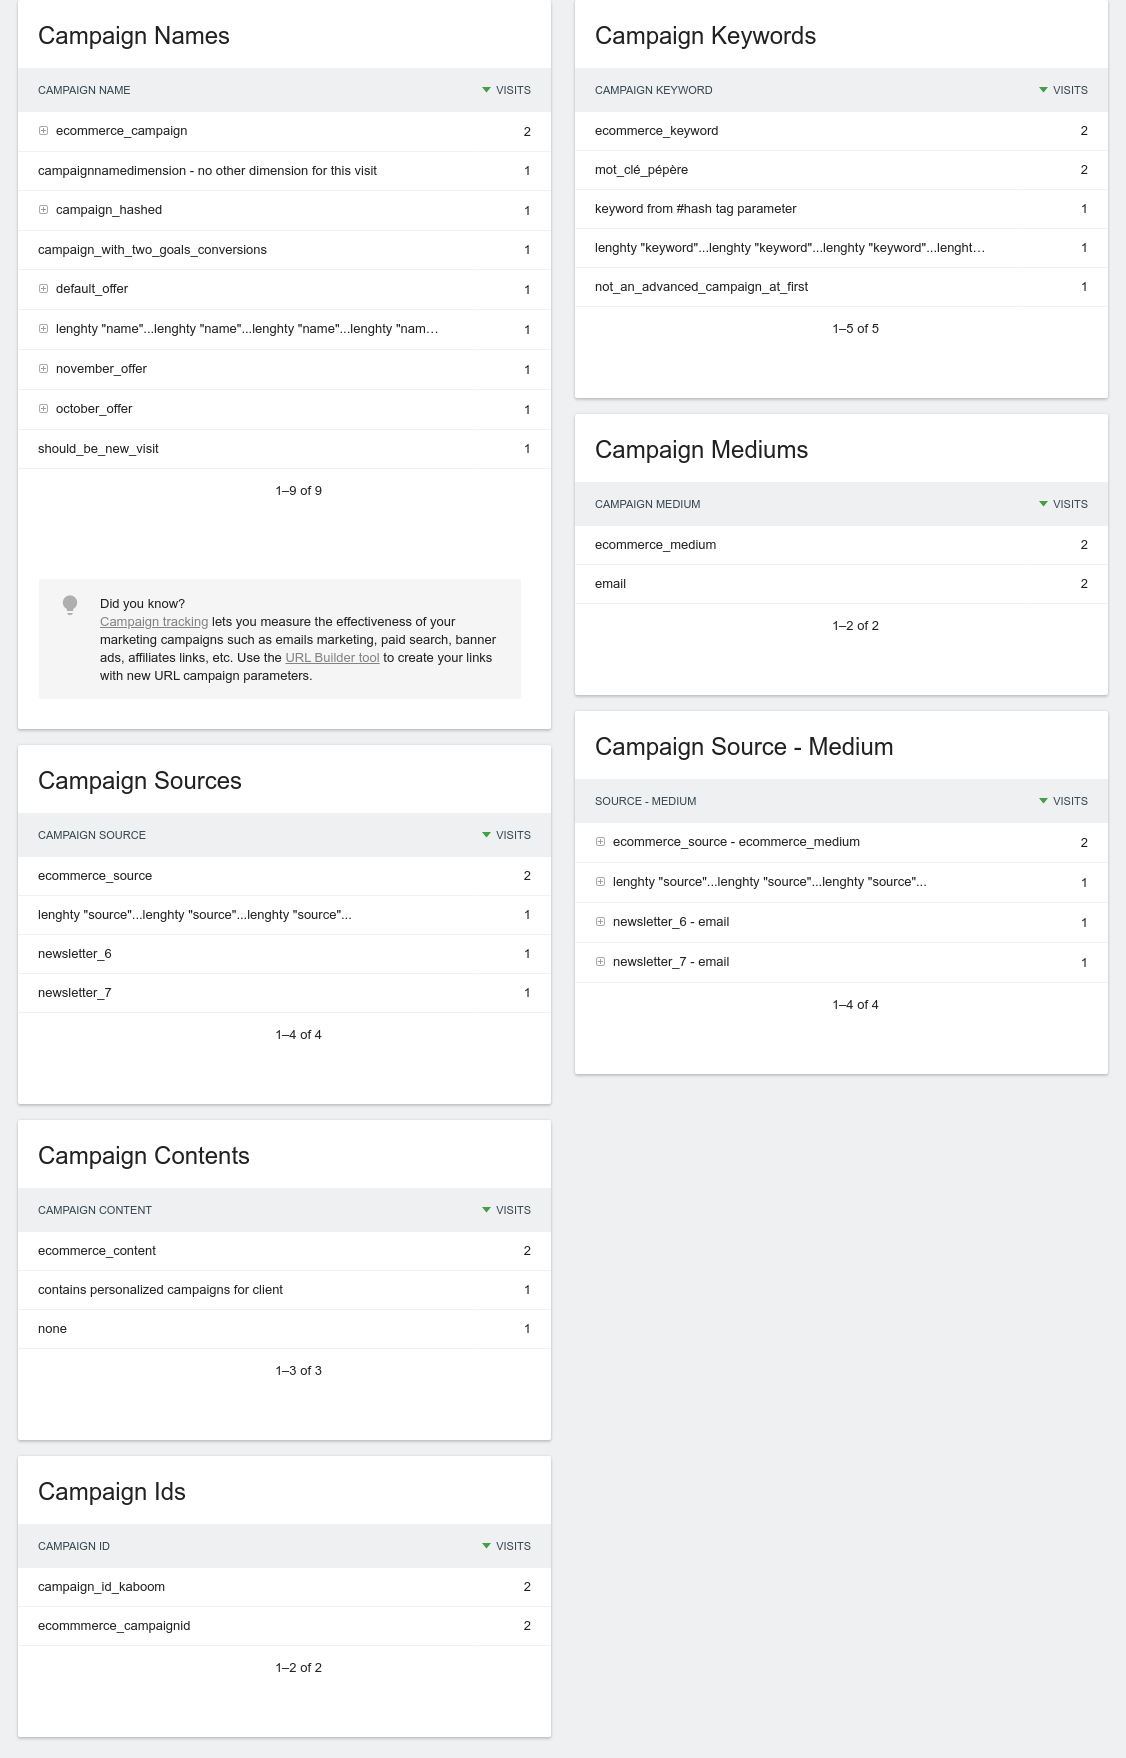 Campaign Names
CAMPAIGN NAME VISITS
ecommerce_campaign 2
campaignnamedimension - no other dimension for this visit 1
campaign_hashed 1
campaign_with_two_goals_conversions 1
default_offer 1
lenghty "name"...lenghty "name"...lenghty "name"...lenghty "nam… 1
november_offer 1
october_offer 1
should_be_new_visit 1
1–9 of 9
Did you know?
Campaign tracking lets you measure the effectiveness of your
marketing campaigns such as emails marketing, paid search, banner
ads, affiliates links, etc. Use the URL Builder tool to create your links
with new URL campaign parameters.
Campaign Sources
CAMPAIGN SOURCE VISITS
ecommerce_source 2
lenghty "source"...lenghty "source"...lenghty "source"... 1
newsletter_6 1
newsletter_7 1
1–4 of 4
Campaign Contents
CAMPAIGN CONTENT VISITS
ecommerce_content 2
contains personalized campaigns for client 1
none 1
1–3 of 3
Campaign Ids
CAMPAIGN ID VISITS
campaign_id_kaboom 2
ecommmerce_campaignid 2
1–2 of 2
Campaign Keywords
CAMPAIGN KEYWORD VISITS
ecommerce_keyword 2
mot_clé_pépère 2
keyword from #hash tag parameter 1
lenghty "keyword"...lenghty "keyword"...lenghty "keyword"...lenght… 1
not_an_advanced_campaign_at_first 1
1–5 of 5
Campaign Mediums
CAMPAIGN MEDIUM VISITS
ecommerce_medium 2
email 2
1–2 of 2
Campaign Source - Medium
SOURCE - MEDIUM VISITS
ecommerce_source - ecommerce_medium 2
lenghty "source"...lenghty "source"...lenghty "source"... 1
newsletter_6 - email 1
newsletter_7 - email 1
1–4 of 4